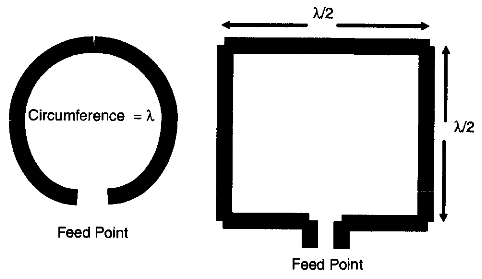 λ/2
Circumference = λ
λ/2
Feed Point
Feed Point